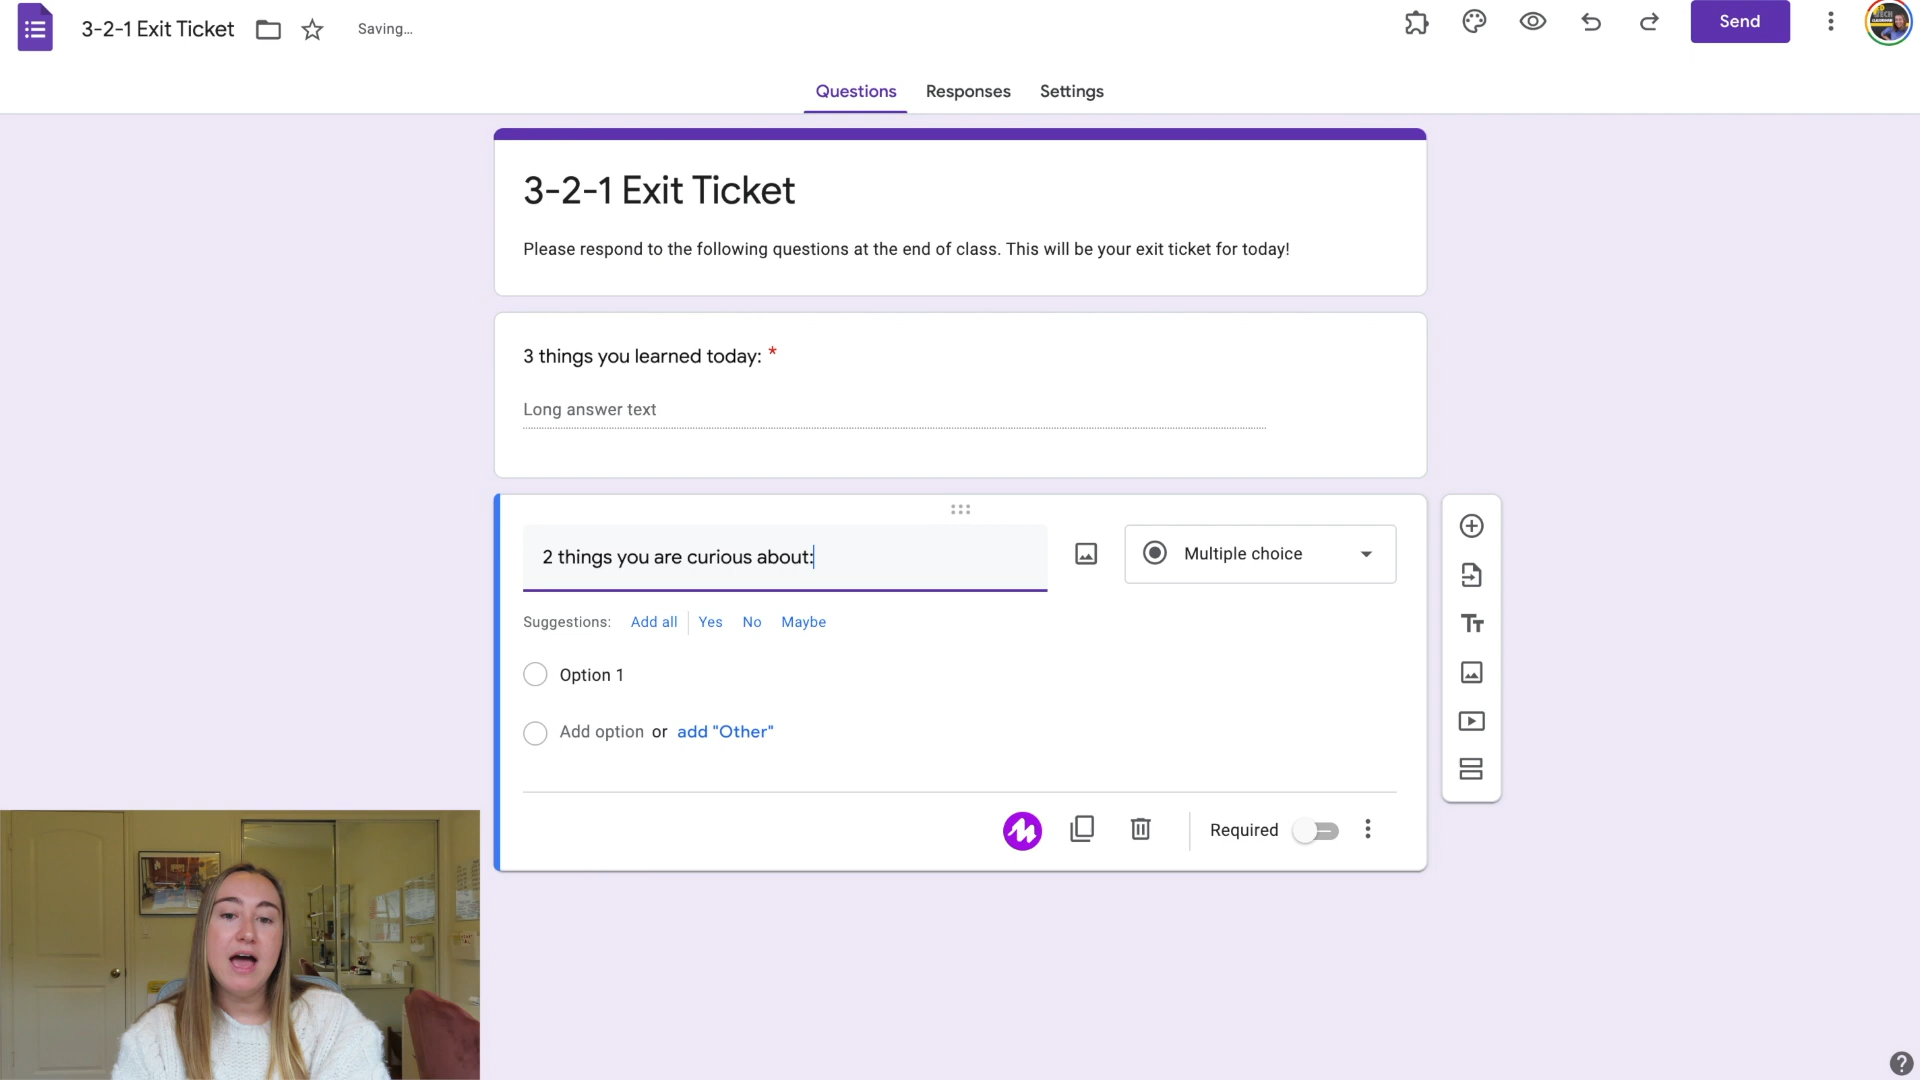 3-2-1 Exit Ticket
Saving...
Send
Questions
Responses
Settings
3-2-1 Exit Ticket
Please respond to the following questions at the end of class. This will be your exit ticket for today!
3 things you learned today: *
Long answer text
2 things you are curious about:
Multiple choice
Suggestions: Add all Yes No Maybe
Option 1
Add option or add "Other"
Required